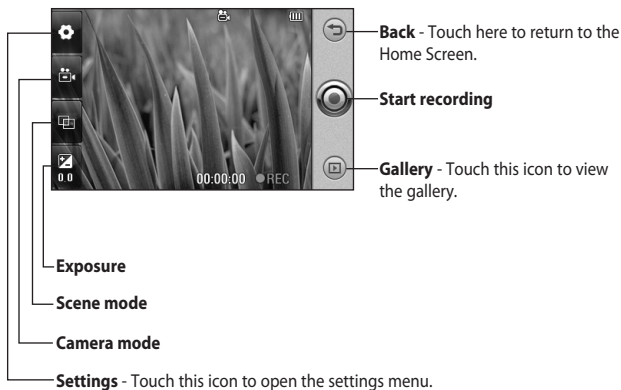 Back - Touch here to return to the
Home Screen.
Start recording
Gallery - Touch this icon to view
the gallery.
0.0
00:00:00 REC
Exposure
Scene mode
Camera mode
Settings - Touch this icon to open the settings menu.